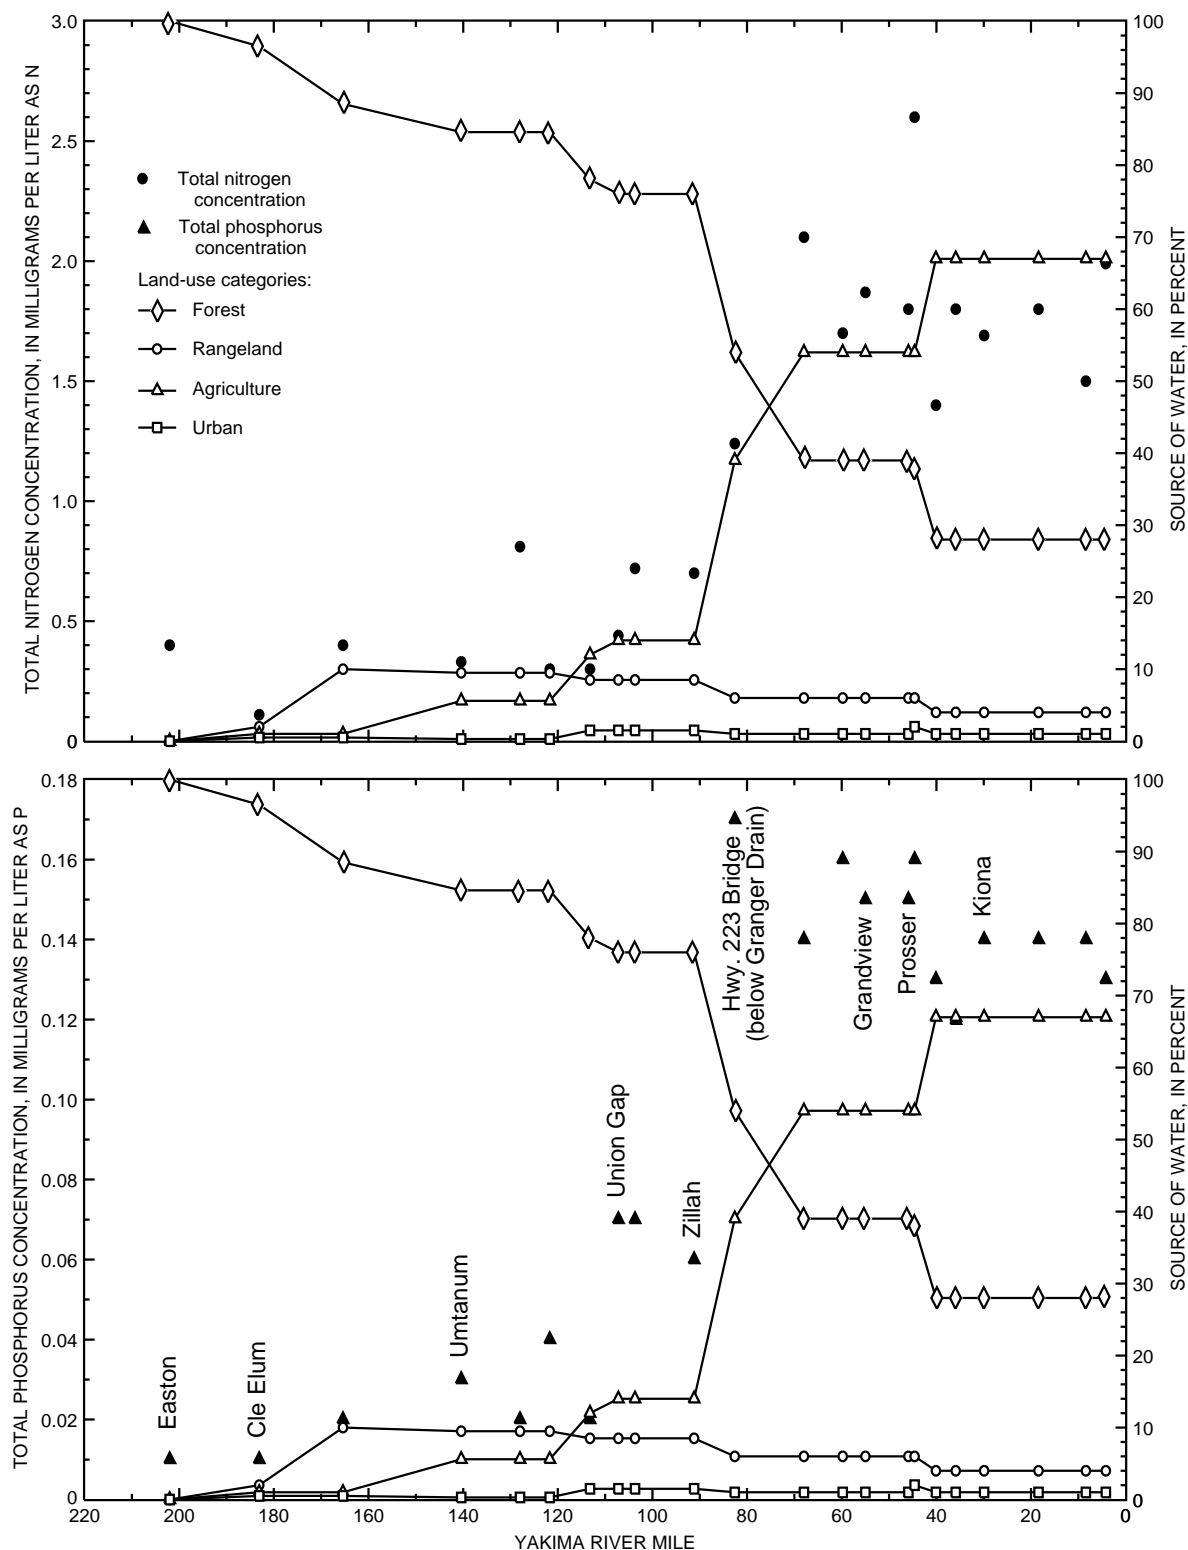 TOTAL NITROGEN CONCENTRATION, IN MILLIGRAMS PER LITER AS N
3.0
2.5
2.0
1.5
1.0
0.5
0
Total nitrogen
concentration
Total phosphorus
concentration
Land-use categories:
Forest
Rangeland
Agriculture
Urban
100
90
80
70
60
50
40
30
20
10
0
SOURCE OF WATER, IN PERCENT
TOTAL PHOSPHORUS CONCENTRATION, IN MILLIGRAMS PER LITER AS P
0.18
0.16
0.14
0.12
0.10
0.08
0.06
0.04
0.02
0
Easton
Cle Elum
Umtanum
Union Gap
Zillah
Hwy. 223 Bridge
(below Granger Drain)
Grandview
Prosser
Kiona
100
90
80
70
60
50
40
30
20
10
0
SOURCE OF WATER, IN PERCENT
220 200 180 160 140 120 100 80 60 40 20 0
YAKIMA RIVER MILE